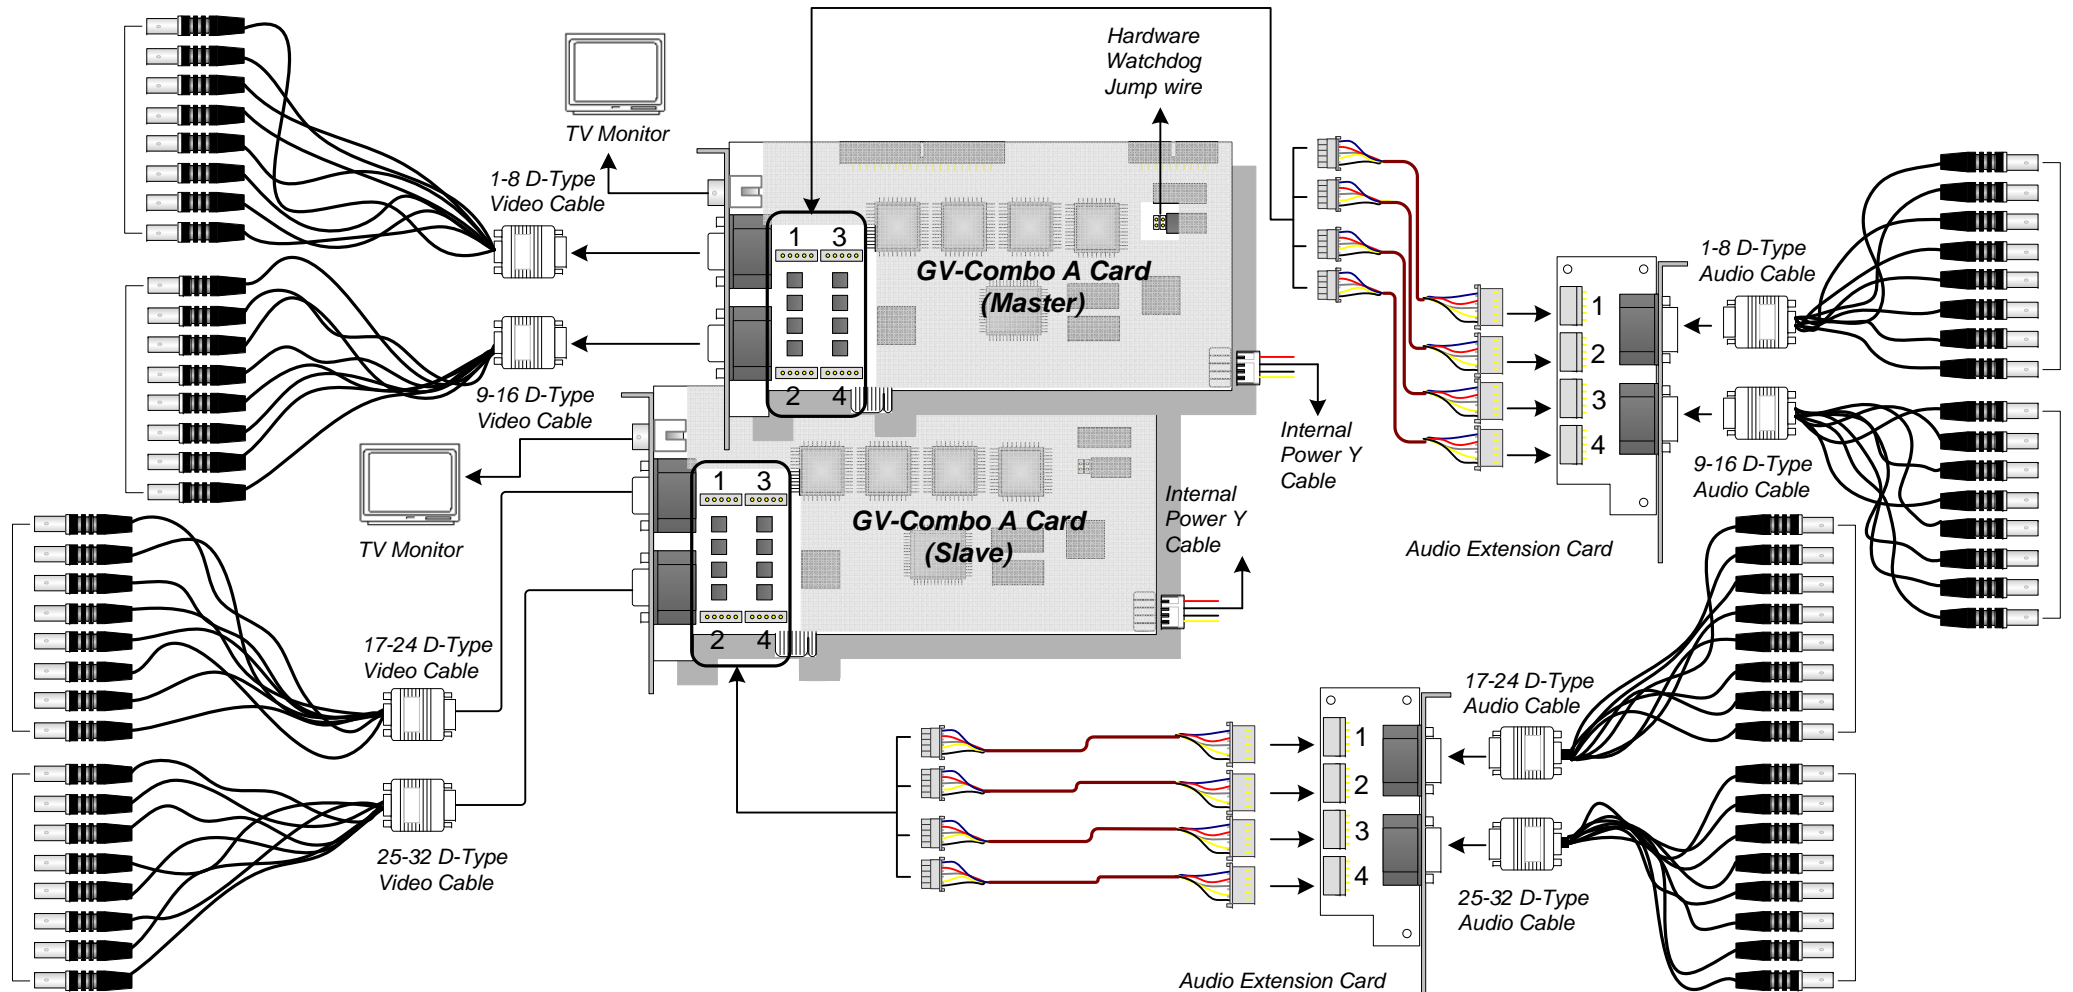 Hardware
Watchdog
Jump wire
TV Monitor
1-8 D-Type
Video Cable
1 3
GV-Combo A Card
(Master)
2 4
9-16 D-Type
Video Cable
Internal
Power Y
Cable
1
2
3
4
1-8 D-Type
Audio Cable
9-16 D-Type
Audio Cable
Audio Extension Card
TV Monitor
1 3
GV-Combo A Card
(Slave)
2 4
Internal
Power Y
Cable
17-24 D-Type
Video Cable
25-32 D-Type
Video Cable
1
2
3
4
17-24 D-Type
Audio Cable
25-32 D-Type
Audio Cable
Audio Extension Card